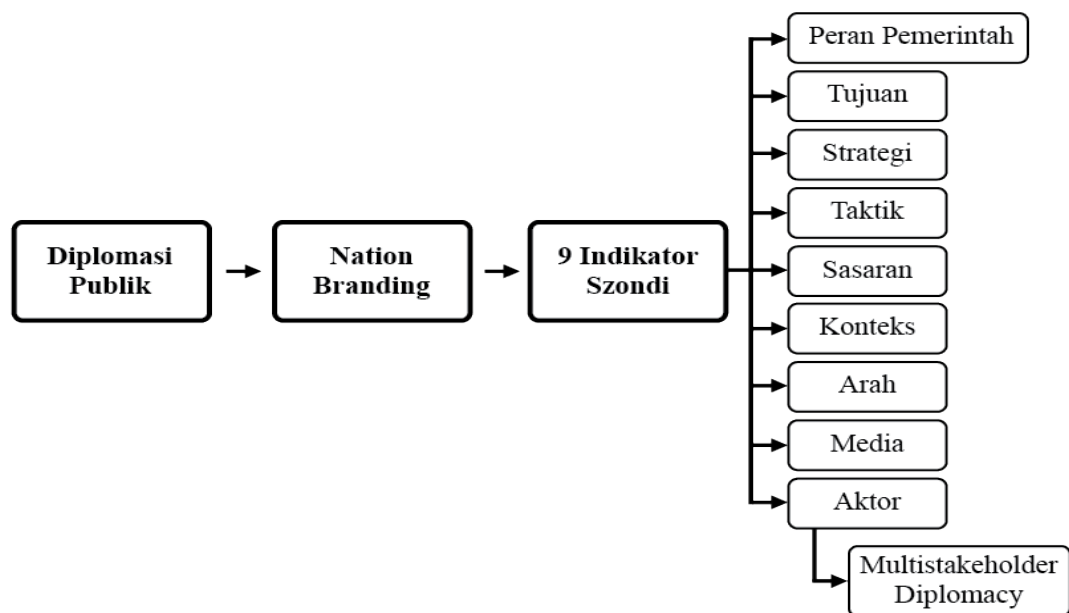 Diplomasi
Publik
Nation
Branding
9 Indikator
Szondi
Peran Pemerintah
Tujuan
Strategi
Taktik
Sasaran
Konteks
Arah
Media
Aktor
Multistakeholder
Diplomacy